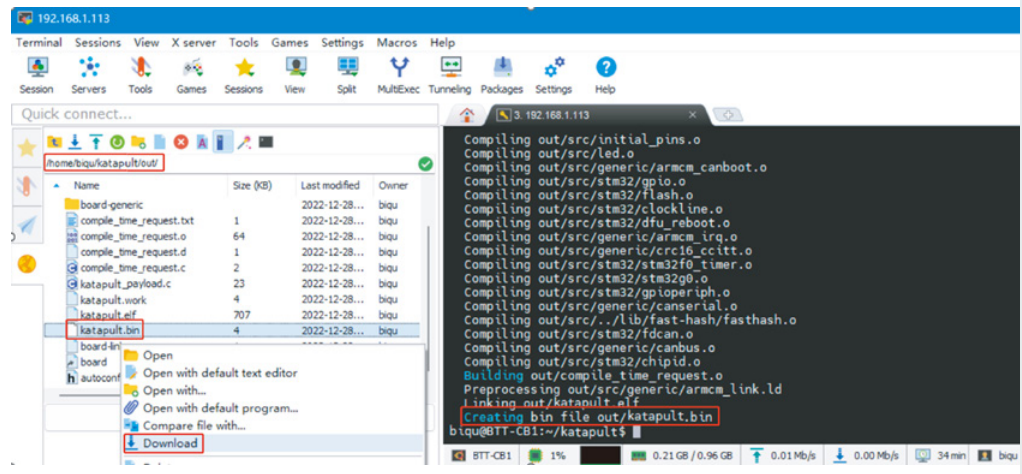 192.168.1.113
Terminal Sessions View X server Tools Games Settings Macros Help
Session Servers Tools Games Sessions View Split MultiExec Tunneling Packages Settings Help
Quick connect...
3. 192.168.1.113
/home/biqu/katapult/out/
Name Size (KB) Last modified Owner
board-generic 2022-12-28... biqu
compile_time_request.txt 1 2022-12-28... biqu
compile_time_request.o 64 2022-12-28... biqu
compile_time_request.d 1 2022-12-28... biqu
compile_time_request.c 2 2022-12-28... biqu
katapult_payload.c 23 2022-12-28... biqu
katapult.work 4 2022-12-28... biqu
katapult.elf 707 2022-12-28... biqu
katapult.bin 4 2022-12-28... biqu
board-lin
board
autoconf
Open
Open with default text editor
Open with...
Open with default program...
Compare file with...
Download
Compiling out/src/initial_pins.o
Compiling out/src/led.o
Compiling out/src/generic/armcm_canboot.o
Compiling out/src/stm32/gpio.o
Compiling out/src/stm32/flash.o
Compiling out/src/stm32/clockline.o
Compiling out/src/stm32/dfu_reboot.o
Compiling out/src/generic/armcm_irq.o
Compiling out/src/generic/crc16_ccitt.o
Compiling out/src/stm32/stm32f0_timer.o
Compiling out/src/stm32/stm32g0.o
Compiling out/src/stm32/gpioperiph.o
Compiling out/src/generic/canserial.o
Compiling out/src/../lib/fast-hash/fasthash.o
Compiling out/src/stm32/fdcan.o
Compiling out/src/generic/canbus.o
Compiling out/src/stm32/chipid.o
Building out/compile_time_request.o
Preprocessing out/src/generic/armcm_link.ld
Linking out/katapult.elf
Creating bin file out/katapult.bin
biqu@BTT-CB1:~/katapult$
BTT-CB1 1% 0.21 GB / 0.96 GB 0.01 Mb/s 0.00 Mb/s 34 min biqu